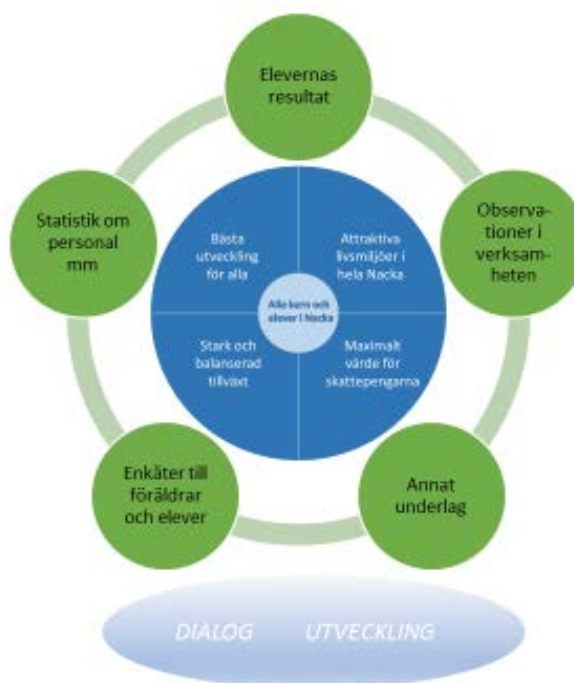 Elevernas
resultat
Statistik om
personal
mm
Observa-
tioner i
verksam-
heten
Bästa
utveckling
för alla
Attraktiva
livsmiljöer i
hela Nacka
Alla barn och
elever i Nacka
Stark och
balanserad
tillväxt
Maximalt
värde för
skattepengarna
Enkäter till
föräldrar
och elever
Annat
underlag
DIALOG UTVECKLING